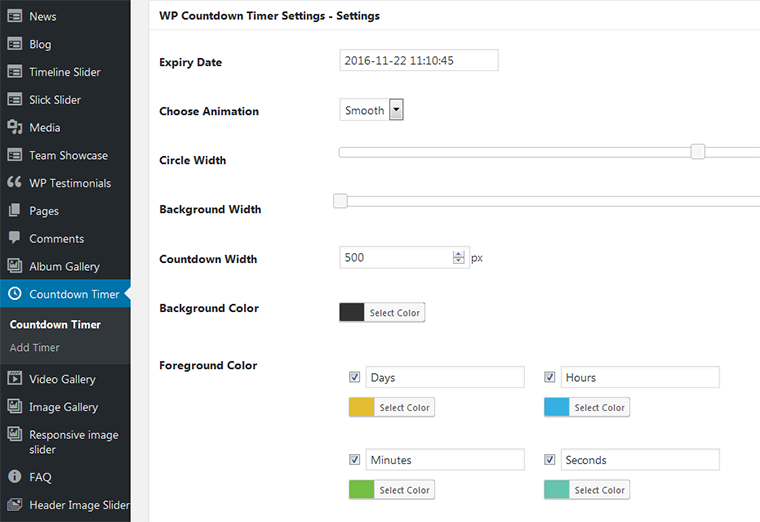 News
Blog
Timeline Slider
Slick Slider
Media
Team Showcase
WP Testimonials
Pages
Comments
Album Gallery
Countdown Timer
Countdown Timer
Add Timer
Video Gallery
Image Gallery
Responsive image
slider
FAQ
Header Image Slider
WP Countdown Timer Settings - Settings
Expiry Date
2016-11-22 11:10:45
Choose Animation
Smooth
Circle Width
Background Width
Countdown Width
500 px
Background Color
Select Color
Foreground Color
Days Hours
Select Color Select Color
Minutes Seconds
Select Color Select Color